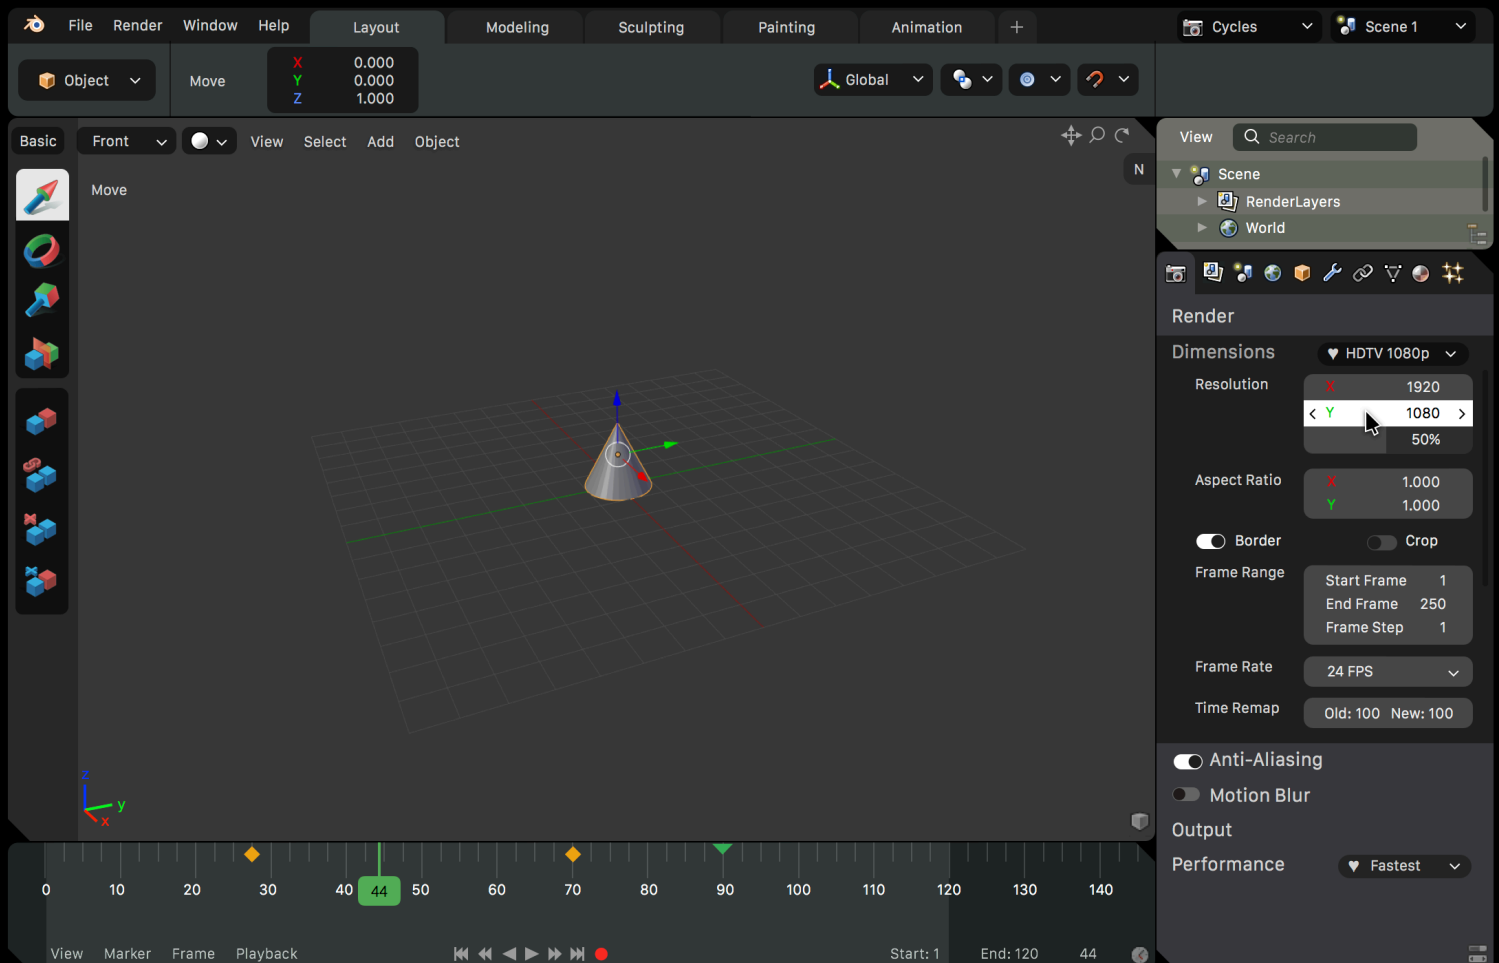 File Render Window Help Layout Modeling Sculpting Painting Animation + Cycles Scene 1
Object Move X 0.000 Global
Y 0.000
Z 1.000
Basic Front View Select Add Object
Move
N
View Search
Scene
RenderLayers
World
Render
Dimensions HDTV 1080p
Resolution X 1920
Y 1080
50%
Aspect Ratio X 1.000
Y 1.000
Border Crop
Frame Range Start Frame 1
End Frame 250
Frame Step 1
Frame Rate 24 FPS
Time Remap Old: 100 New: 100
Anti-Aliasing
Motion Blur
Output
Performance Fastest
z
y
x
0 10 20 30 40 44 50 60 70 80 90 100 110 120 130 140
View Marker Frame Playback Start: 1 End: 120 44